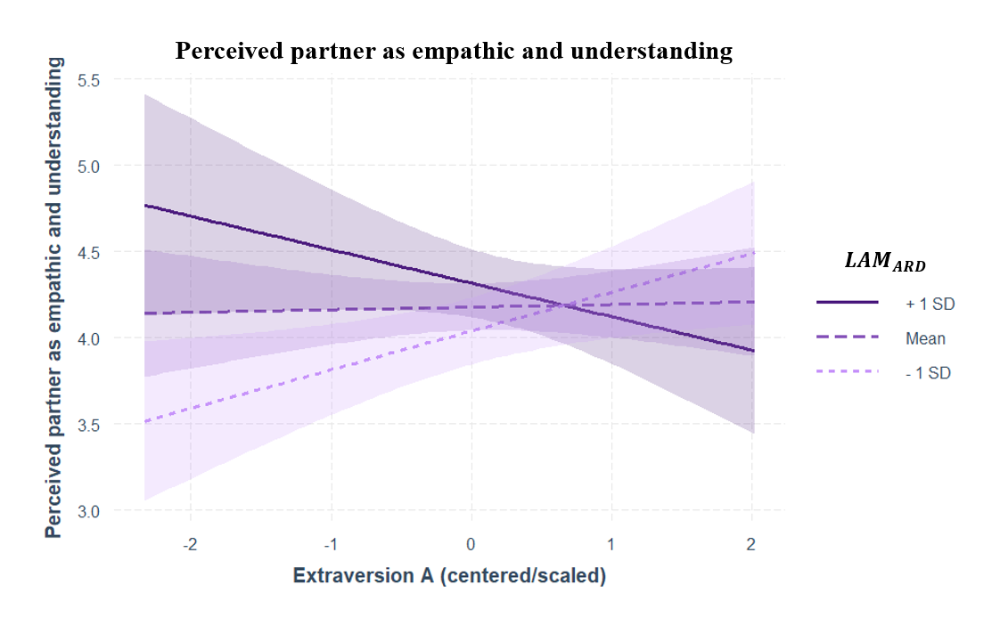 Perceived partner as empathic and understanding
Perceived partner as empathic and understanding
5.5
5.0
4.5
4.0
3.5
3.0
-2
-1
0
1
2
Extraversion A (centered/scaled)
LAM_ARD
+ 1 SD
Mean
- 1 SD